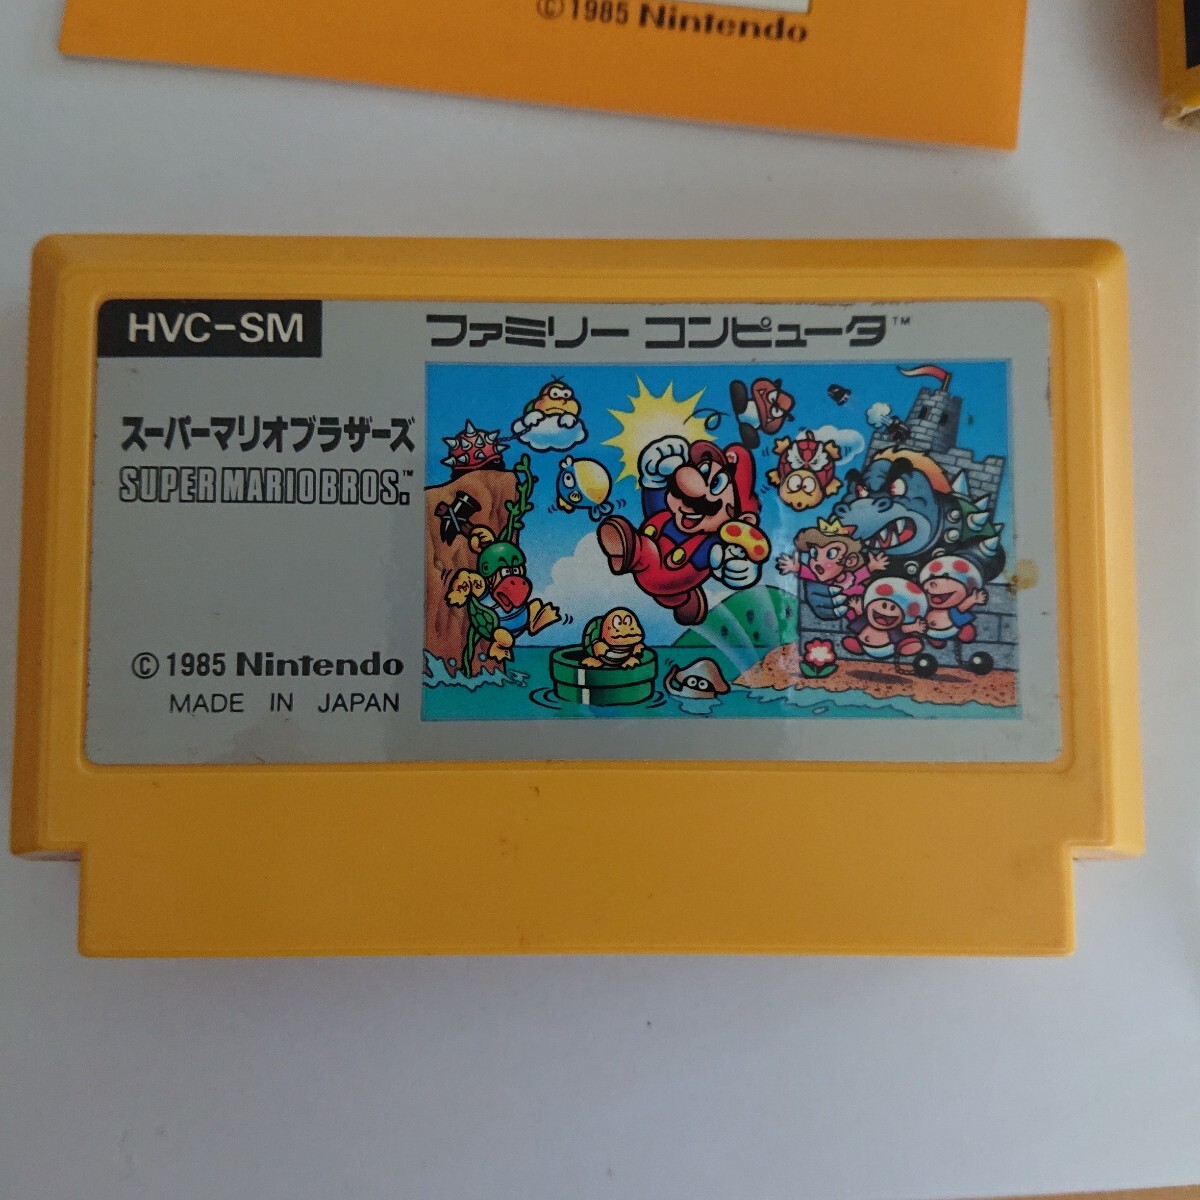 ©1985 Nintendo
HVC-SM
ファミリー コンピュータ™
スーパーマリオブラザーズ
SUPER MARIO BROS.™
©1985 Nintendo
MADE IN JAPAN